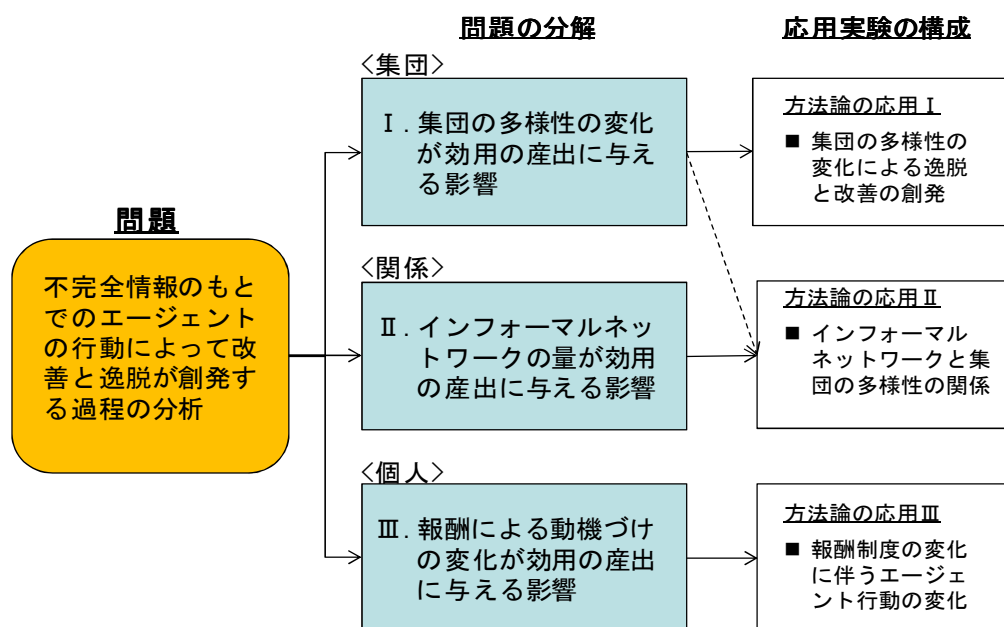 問題の分解
応用実験の構成
問題
不完全情報のもと
でのエージェント
の行動によって改
善と逸脱が創発す
る過程の分析
<集団>
Ⅰ．集団の多様性の変化
が効用の産出に与え
る影響
<関係>
Ⅱ．インフォーマルネッ
トワークの量が効用
の産出に与える影響
<個人>
Ⅲ．報酬による動機づけ
の変化が効用の産出
に与える影響
方法論の応用Ⅰ
■ 集団の多様性の
変化による逸脱
と改善の創発
方法論の応用Ⅱ
■ インフォーマル
ネットワークと集
団の多様性の関係
方法論の応用Ⅲ
■ 報酬制度の変化
に伴うエージェ
ント行動の変化